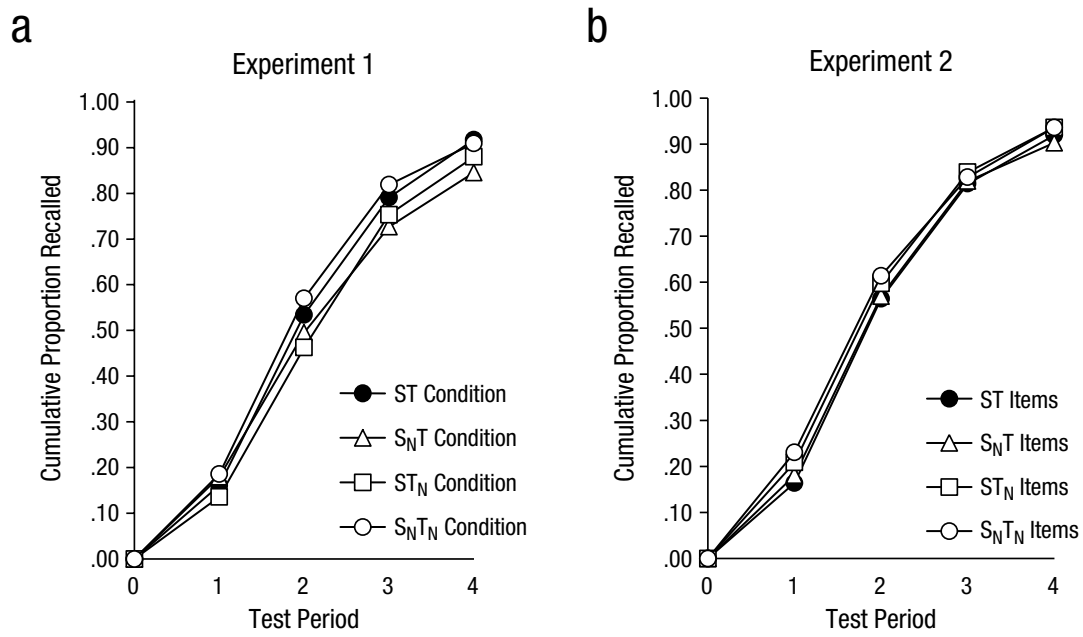 a
Experiment 1
Cumulative Proportion Recalled
1.00
.90
.80
.70
.60
.50
.40
.30
.20
.10
.00
0 1 2 3 4
Test Period
ST Condition
SNT Condition
STN Condition
SNTN Condition
b
Experiment 2
Cumulative Proportion Recalled
1.00
.90
.80
.70
.60
.50
.40
.30
.20
.10
.00
0 1 2 3 4
Test Period
ST Items
SNT Items
STN Items
SNTN Items